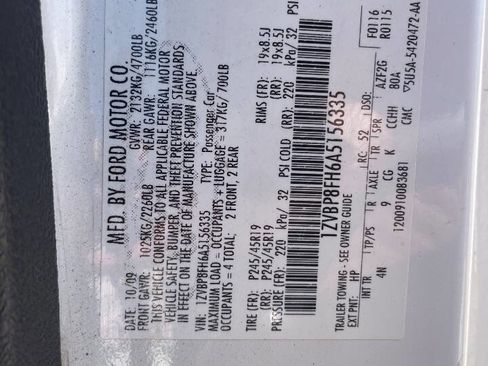 MFD. BY FORD MOTOR CO.
DATE: 10/09 GVWR: 2132KG/4700LB
FRONT GAWR: 1025KG/2260LB REAR GAWR: 1116KG/2460LB
THIS VEHICLE CONFORMS TO ALL APPLICABLE FEDERAL MOTOR
VEHICLE SAFETY, BUMPER, AND THEFT PREVENTION STANDARDS
IN EFFECT ON THE DATE OF MANUFACTURE SHOWN ABOVE.
VIN: 1ZVBP8FH6A5156335 TYPE: Passenger Car
MAXIMUM LOAD = OCCUPANTS + LUGGAGE = 317KG/700LB
OCCUPANTS = 4 TOTAL: 2 FRONT, 2 REAR
TIRE (FR): P245/45R19 RIMS (FR): 19x8.5J
(RR): P245/45R19 (RR): 19x8.5J
PRESSURE (FR): 220 kPa/ 32 PSI COLD (RR): 220 kPa/ 32 PSI
1ZVBP8FH6A5156335
TRAILER TOWING - SEE OWNER GUIDE F0116
EXT PNT: HP RC: 52 DSO: R0115
INT TR TP/PS R AXLE TR SPR AZF2G
4N 9 CG K CCHH BOA
1200910083681 CMC ▽5U5A-5420472-AA